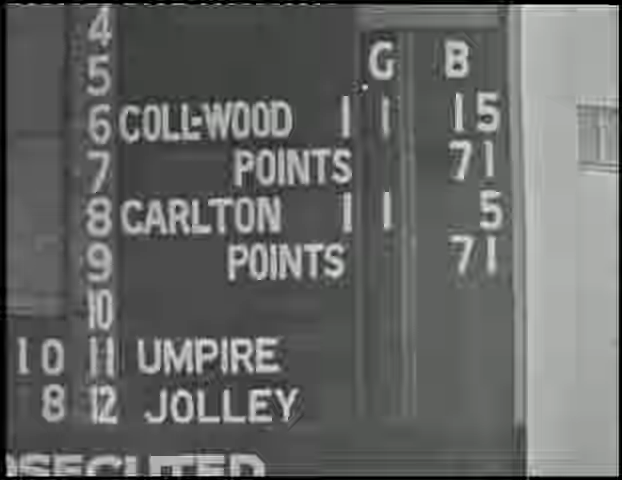 4
5 G B
6 COLL-WOOD 11 15
7 POINTS 71
8 CARLTON 11 5
9 POINTS 71
10
10 11 UMPIRE
8 12 JOLLEY
OSECUTED